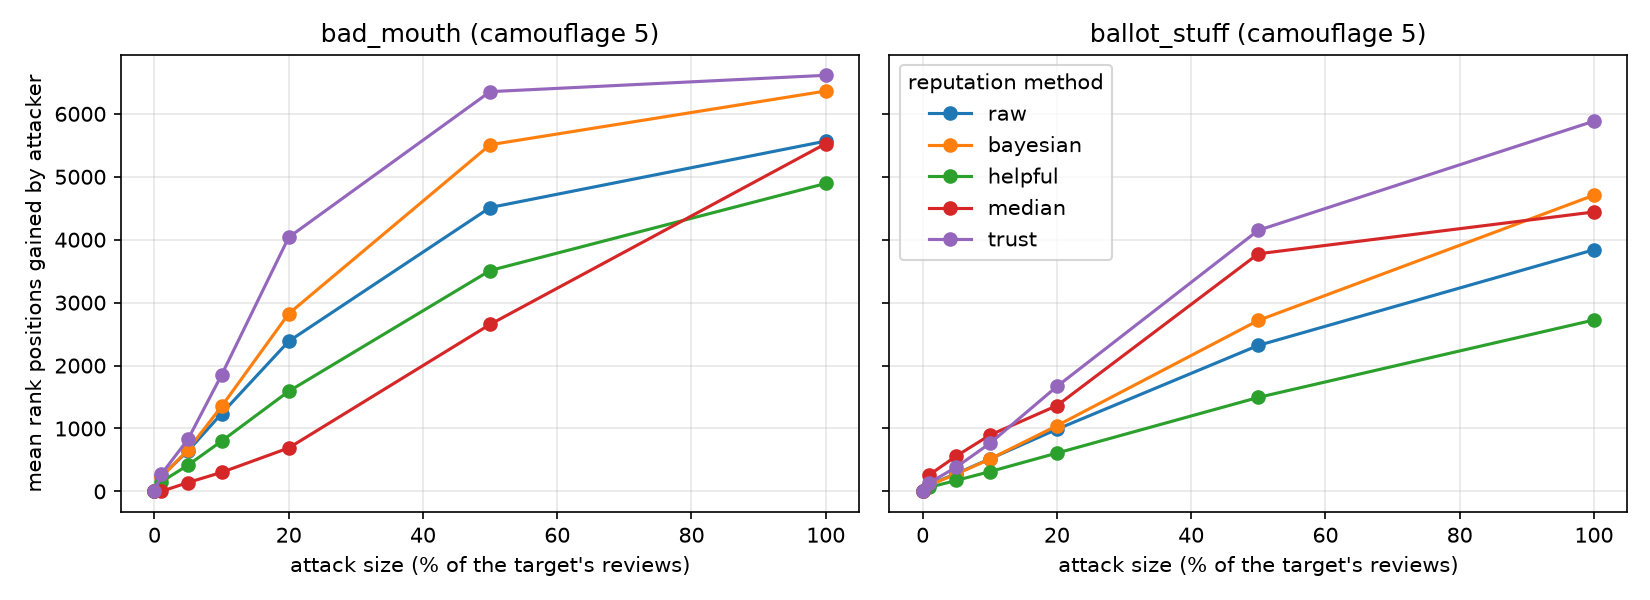 bad_mouth (camouflage 5)
mean rank positions gained by attacker
6000
5000
4000
3000
2000
1000
0
0 20 40 60 80 100
attack size (% of the target's reviews)
ballot_stuff (camouflage 5)
reputation method
raw
bayesian
helpful
median
trust
0 20 40 60 80 100
attack size (% of the target's reviews)